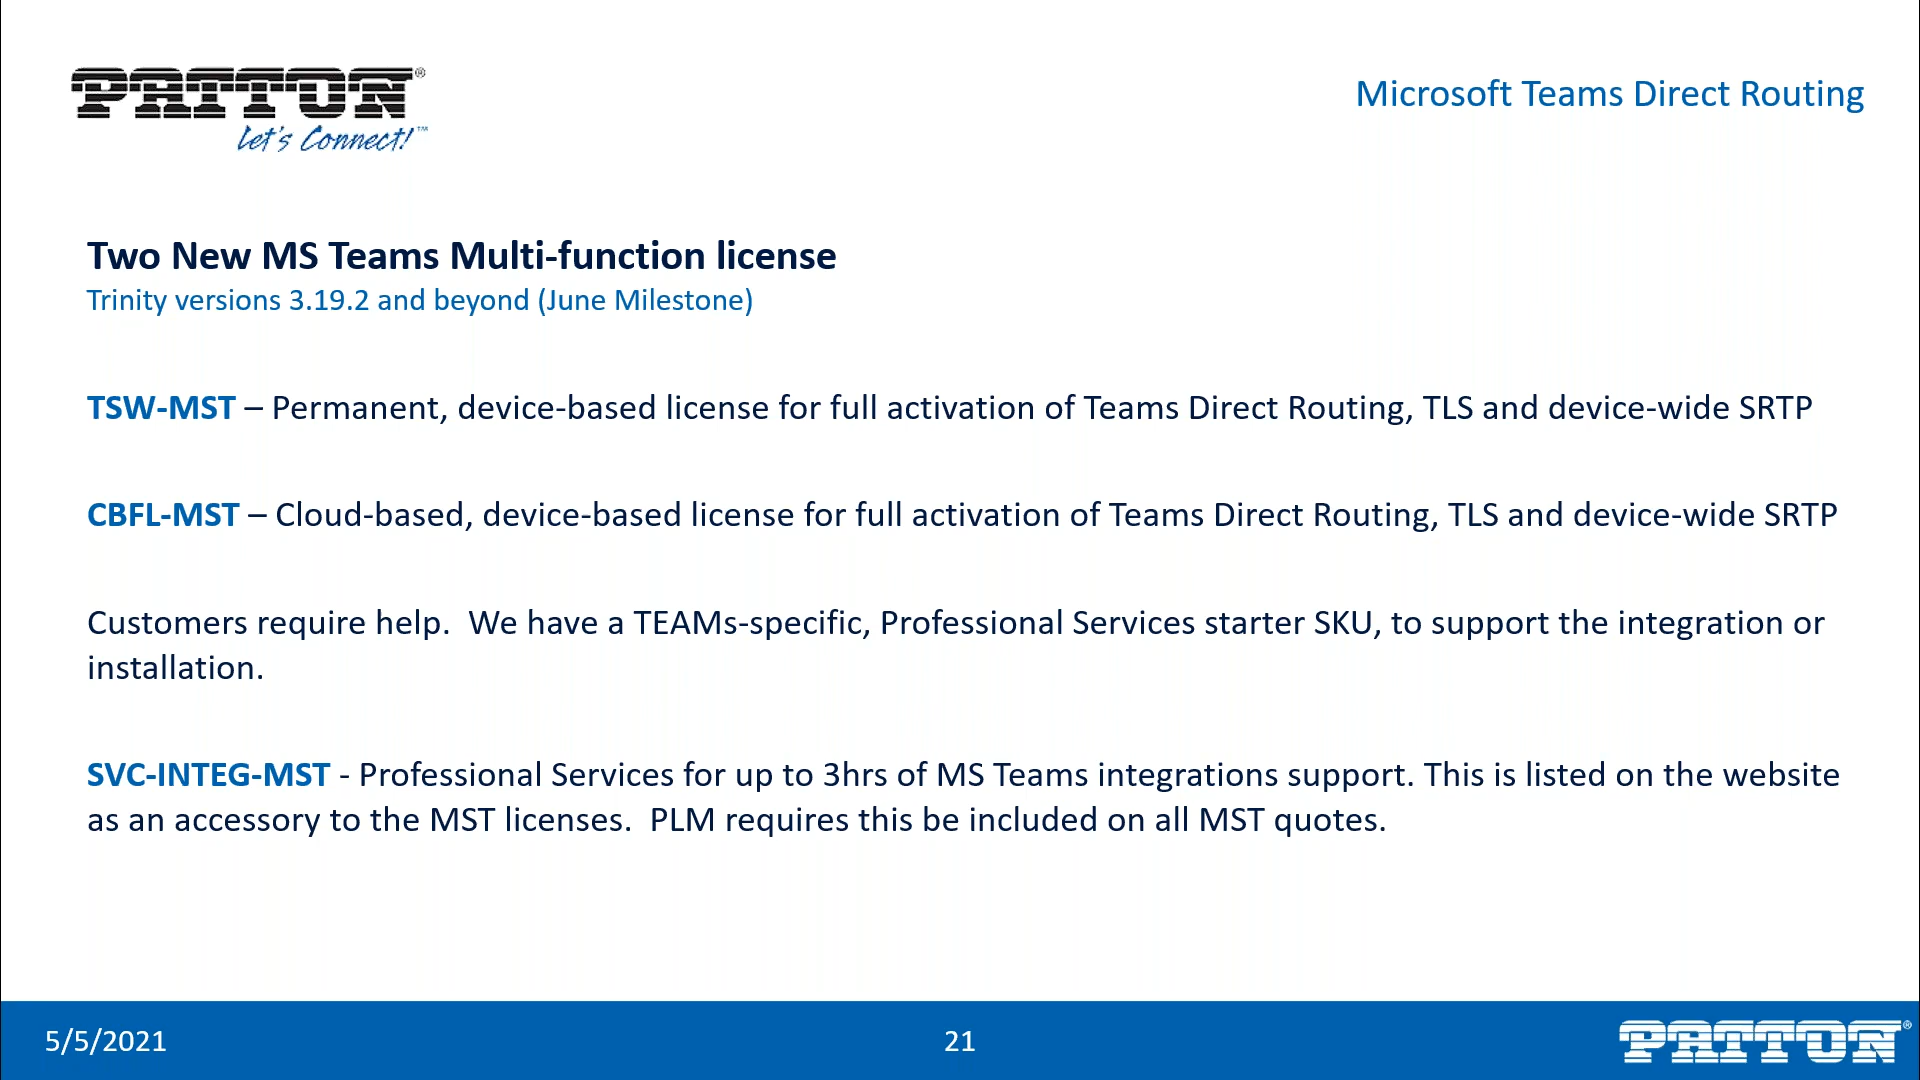 PATTON®
Let's Connect!™
Microsoft Teams Direct Routing
Two New MS Teams Multi-function license
Trinity versions 3.19.2 and beyond (June Milestone)
TSW-MST – Permanent, device-based license for full activation of Teams Direct Routing, TLS and device-wide SRTP
CBFL-MST – Cloud-based, device-based license for full activation of Teams Direct Routing, TLS and device-wide SRTP
Customers require help.  We have a TEAMs-specific, Professional Services starter SKU, to support the integration or
installation.
SVC-INTEG-MST - Professional Services for up to 3hrs of MS Teams integrations support. This is listed on the website
as an accessory to the MST licenses.  PLM requires this be included on all MST quotes.
5/5/2021
21
PATTON®